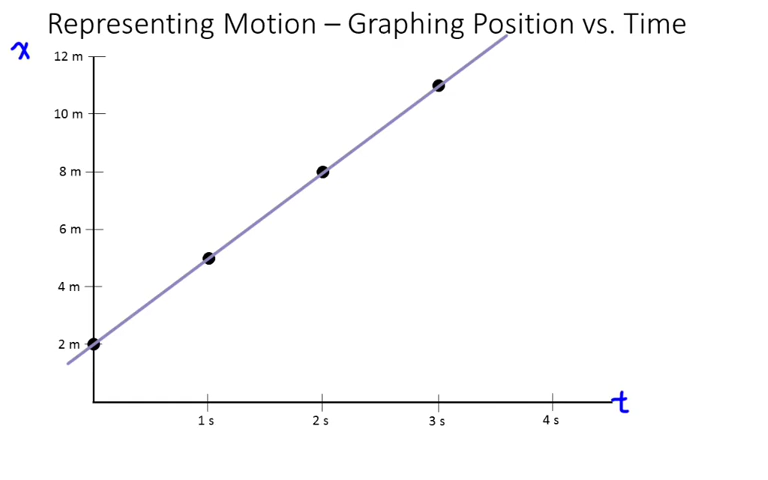 Representing Motion – Graphing Position vs. Time
x
12 m
10 m
8 m
6 m
4 m
2 m
t
1 s
2 s
3 s
4 s